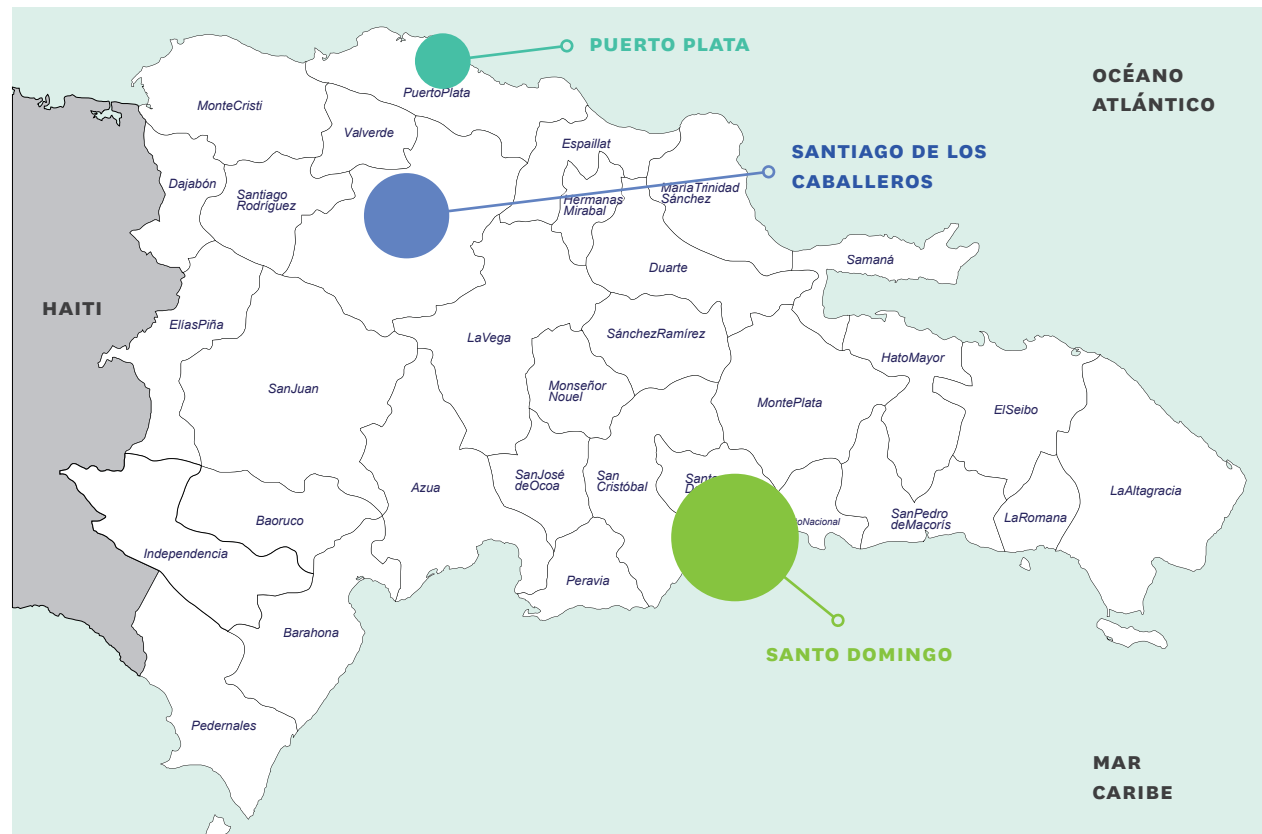 PUERTO PLATA
OCÉANO
ATLÁNTICO
PuertoPlata
MonteCristi
Valverde
Espaillat
SANTIAGO DE LOS
CABALLEROS
Dajabón
Santiago
Rodríguez
Hermanas
Mirabal
MaríaTrinidad
Sánchez
Samaná
Duarte
HAITI
ElíasPiña
LaVega
SánchezRamírez
HatoMayor
SanJuan
Monseñor
Nouel
MontePlata
ElSeibo
Azua
SanJosé
deOcoa
San
Cristóbal
LaAltagracia
Baoruco
SanPedro
deMacorís
LaRomana
Independencia
Peravia
Barahona
SANTO DOMINGO
Pedernales
MAR
CARIBE